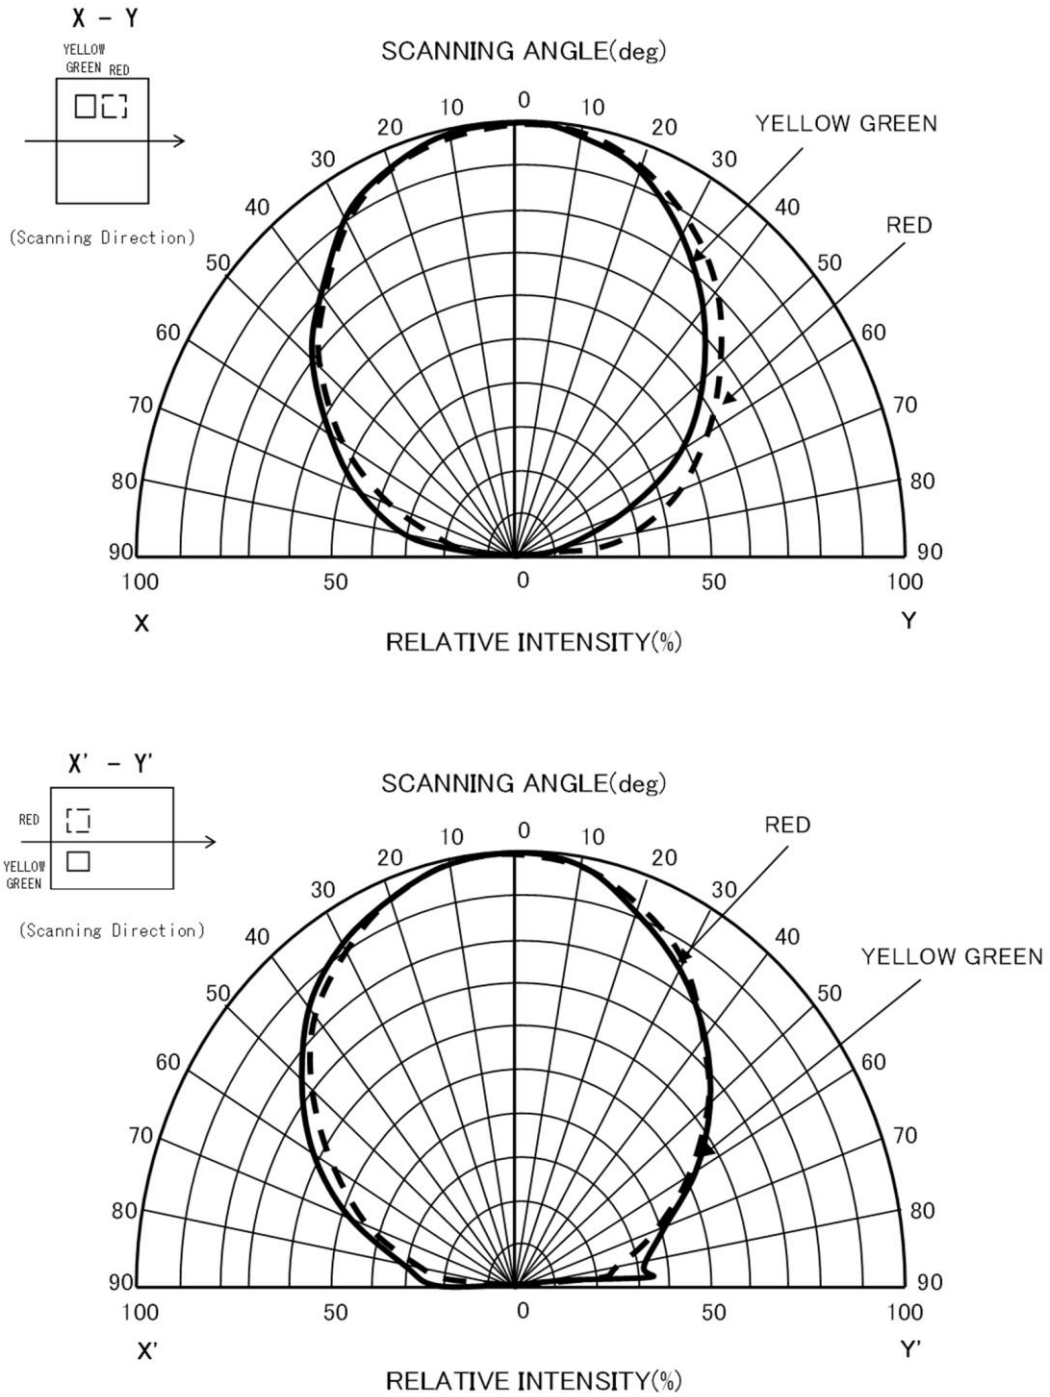 X - Y
YELLOW
GREEN RED
(Scanning Direction)
SCANNING ANGLE(deg)
0
10 10
20 20
30 30
40 40
50 50
60 60
70 70
80 80
90 90
YELLOW GREEN
RED
100 50 0 50 100
X Y
RELATIVE INTENSITY(%)
X' - Y'
RED
YELLOW
GREEN
(Scanning Direction)
SCANNING ANGLE(deg)
0
10 10
20 20
30 30
40 40
50 50
60 60
70 70
80 80
90 90
RED
YELLOW GREEN
100 50 0 50 100
X' Y'
RELATIVE INTENSITY(%)